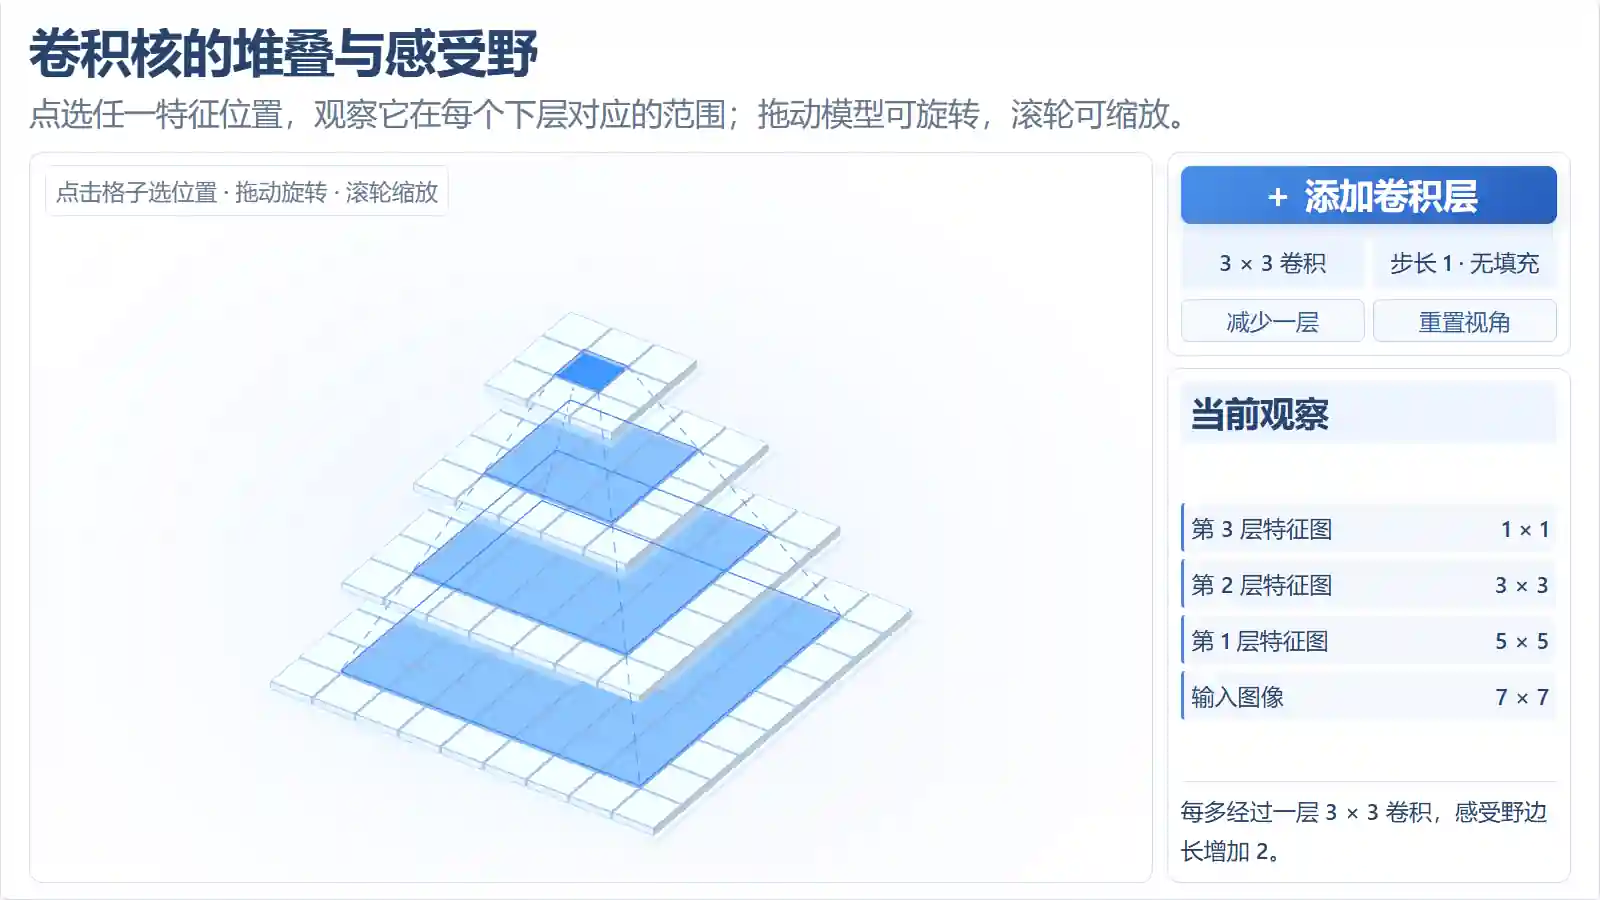 卷积核的堆叠与感受野
点选任一特征位置，观察它在每个下层对应的范围；拖动模型可旋转，滚轮可缩放。
点击格子选位置 · 拖动旋转 · 滚轮缩放
+ 添加卷积层
3 × 3 卷积
步长 1 · 无填充
减少一层
重置视角
当前观察
第 3 层特征图 1 × 1
第 2 层特征图 3 × 3
第 1 层特征图 5 × 5
输入图像 7 × 7
每多经过一层 3 × 3 卷积，感受野边
长增加 2。